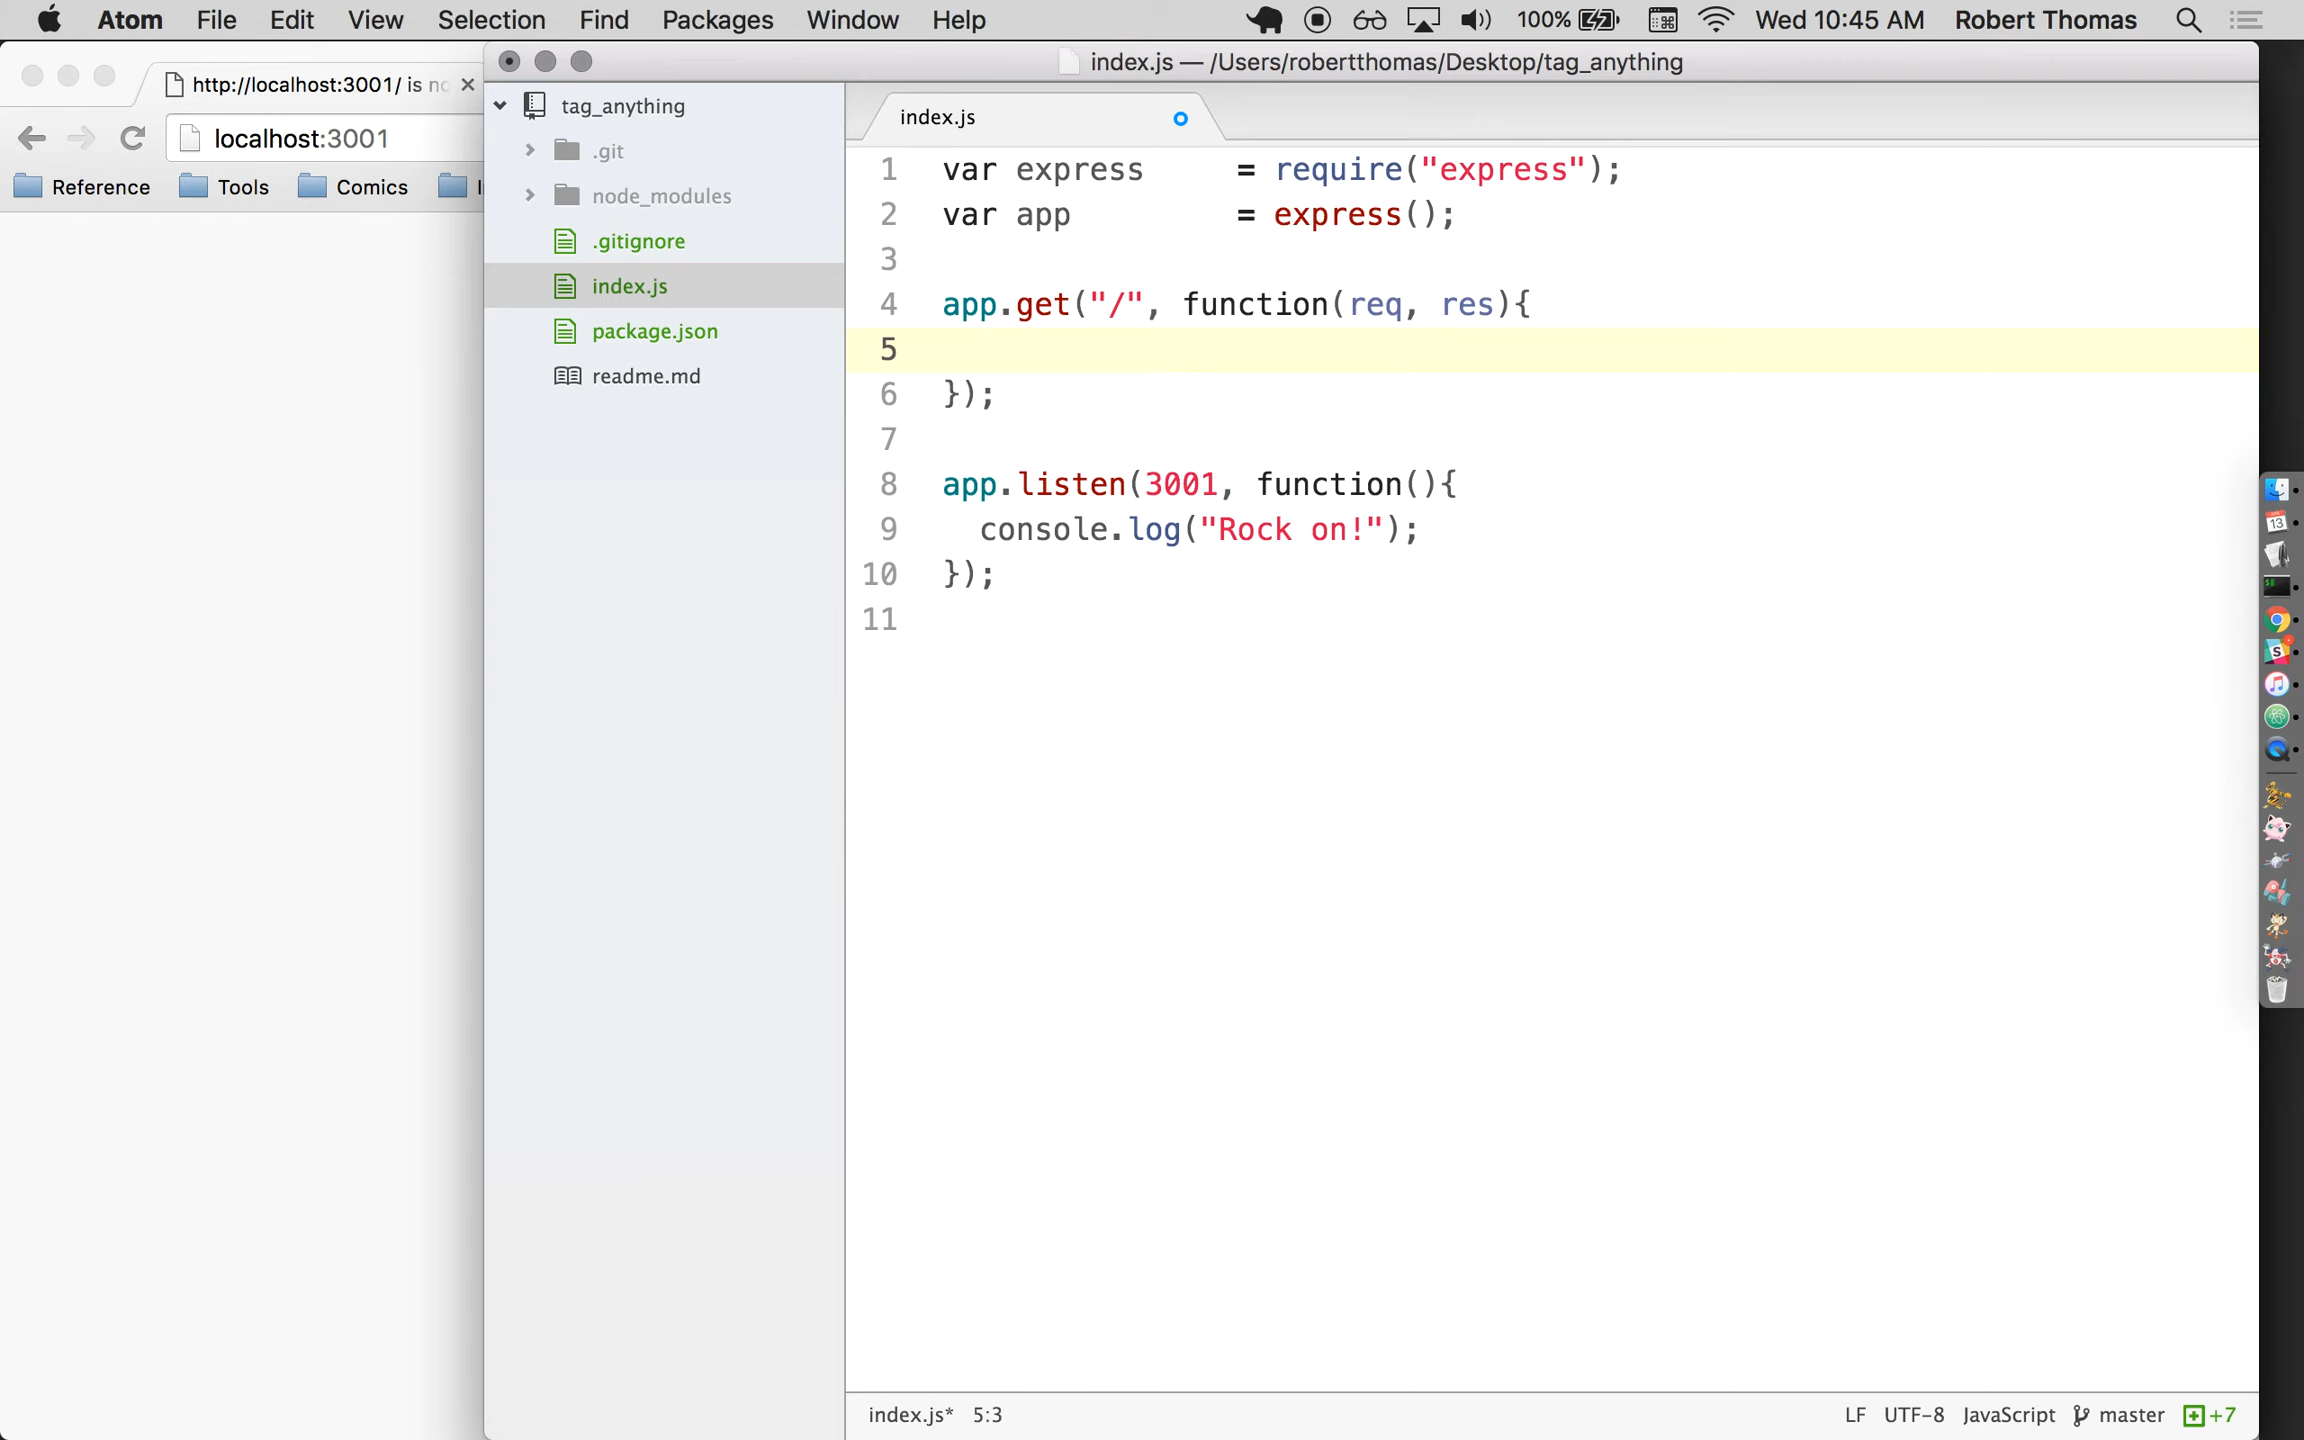 Atom File Edit View Selection Find Packages Window Help 100% Wed 10:45 AM Robert Thomas
index.js — /Users/robertthomas/Desktop/tag_anything
http://localhost:3001/ is
localhost:3001
Reference Tools Comics
tag_anything
.git
node_modules
.gitignore
index.js
package.json
readme.md
index.js
1 var express = require("express");
2 var app = express();
3
4 app.get("/", function(req, res){
5
6 });
7
8 app.listen(3001, function(){
9 console.log("Rock on!");
10 });
11
index.js* 5:3 LF UTF-8 JavaScript master +7